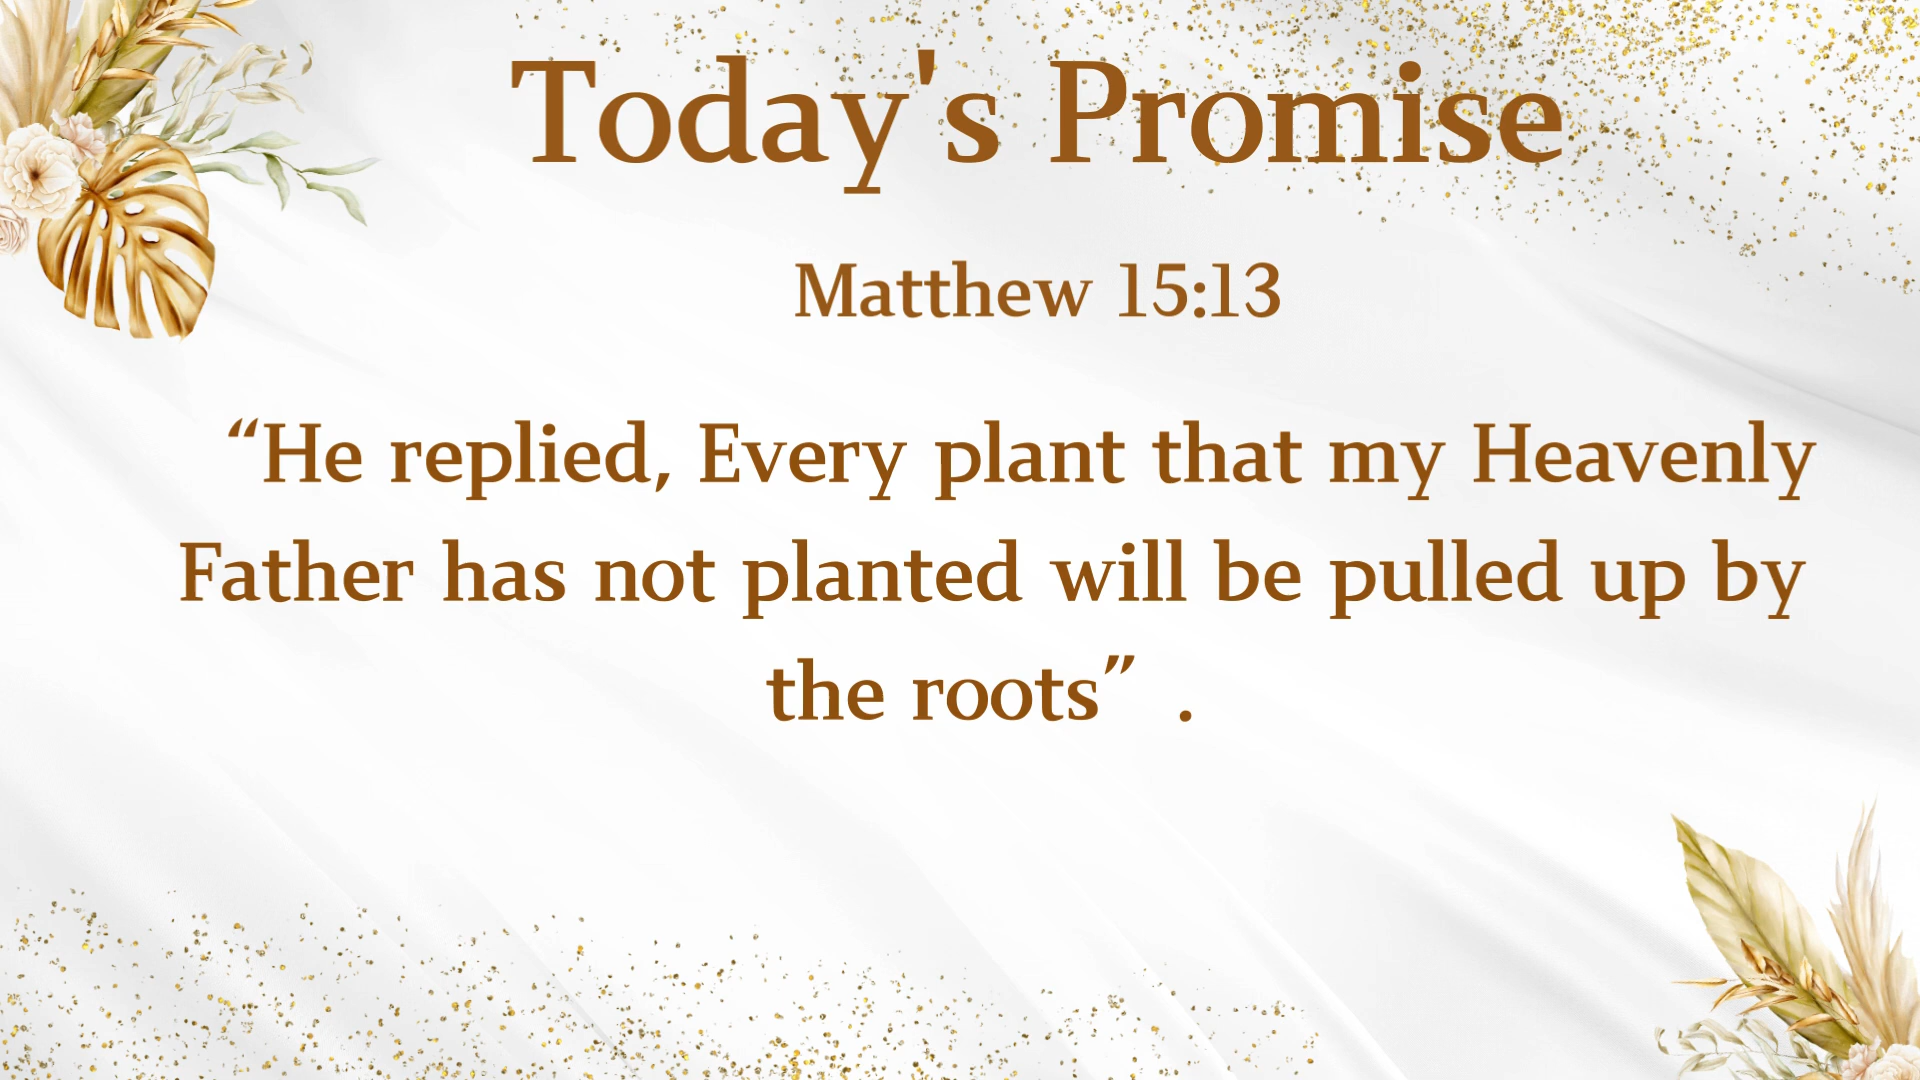 Today's Promise
Matthew 15:13
“He replied, Every plant that my Heavenly
Father has not planted will be pulled up by
the roots” .